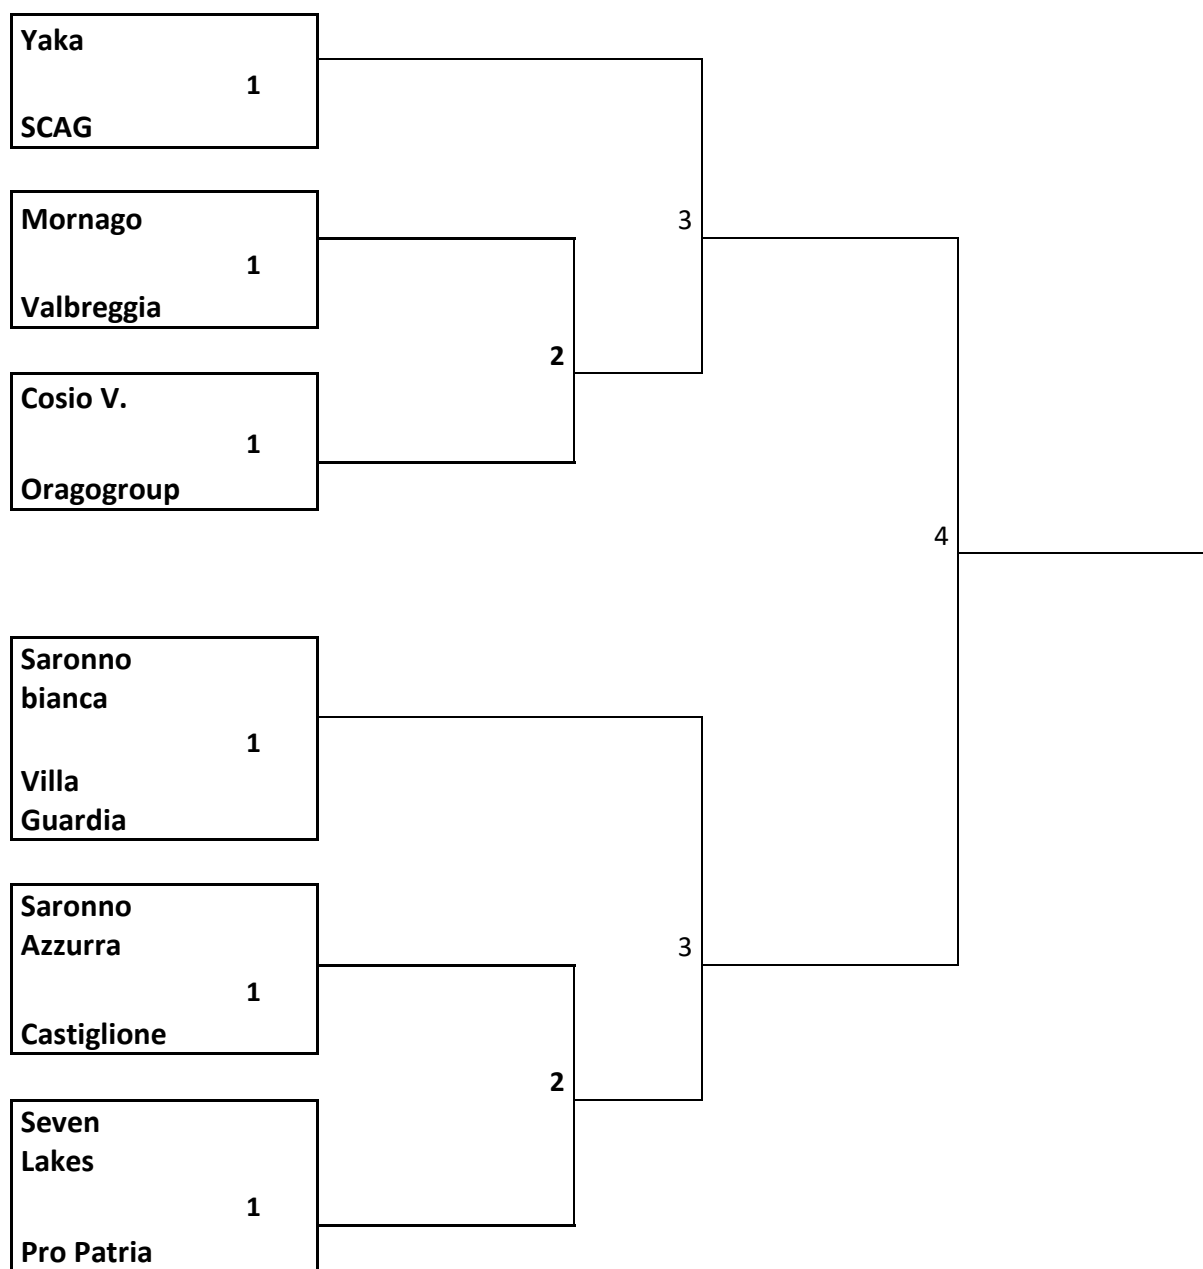 Yaka
1
SCAG
Mornago
3
1
Valbreggia
2
Cosio V.
1
Oragogroup
4
Saronno
bianca
1
Villa
Guardia
Saronno
Azzurra
3
1
Castiglione
2
Seven
Lakes
1
Pro Patria